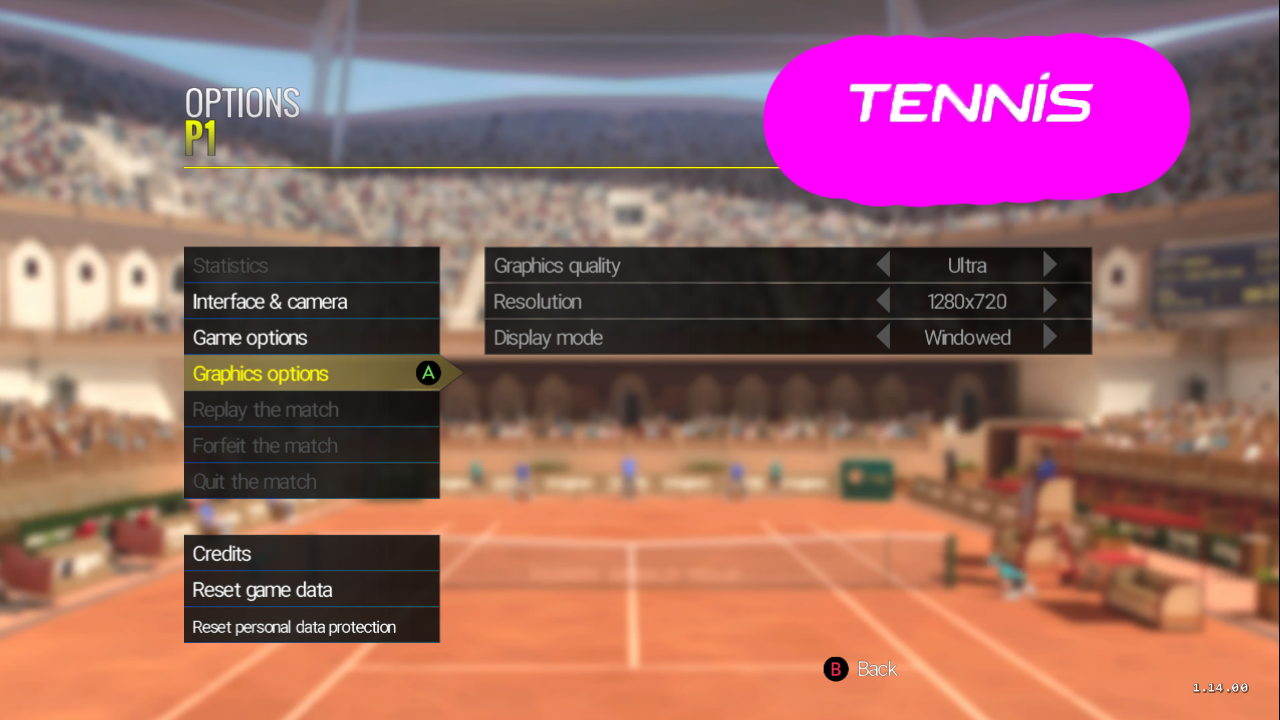 OPTIONS
P1
TENNIS
Statistics
Interface & camera
Game options
Graphics options A
Replay the match
Forfeit the match
Quit the match
Graphics quality Ultra
Resolution 1280x720
Display mode Windowed
Credits
Reset game data
Reset personal data protection
B Back
1.14.00